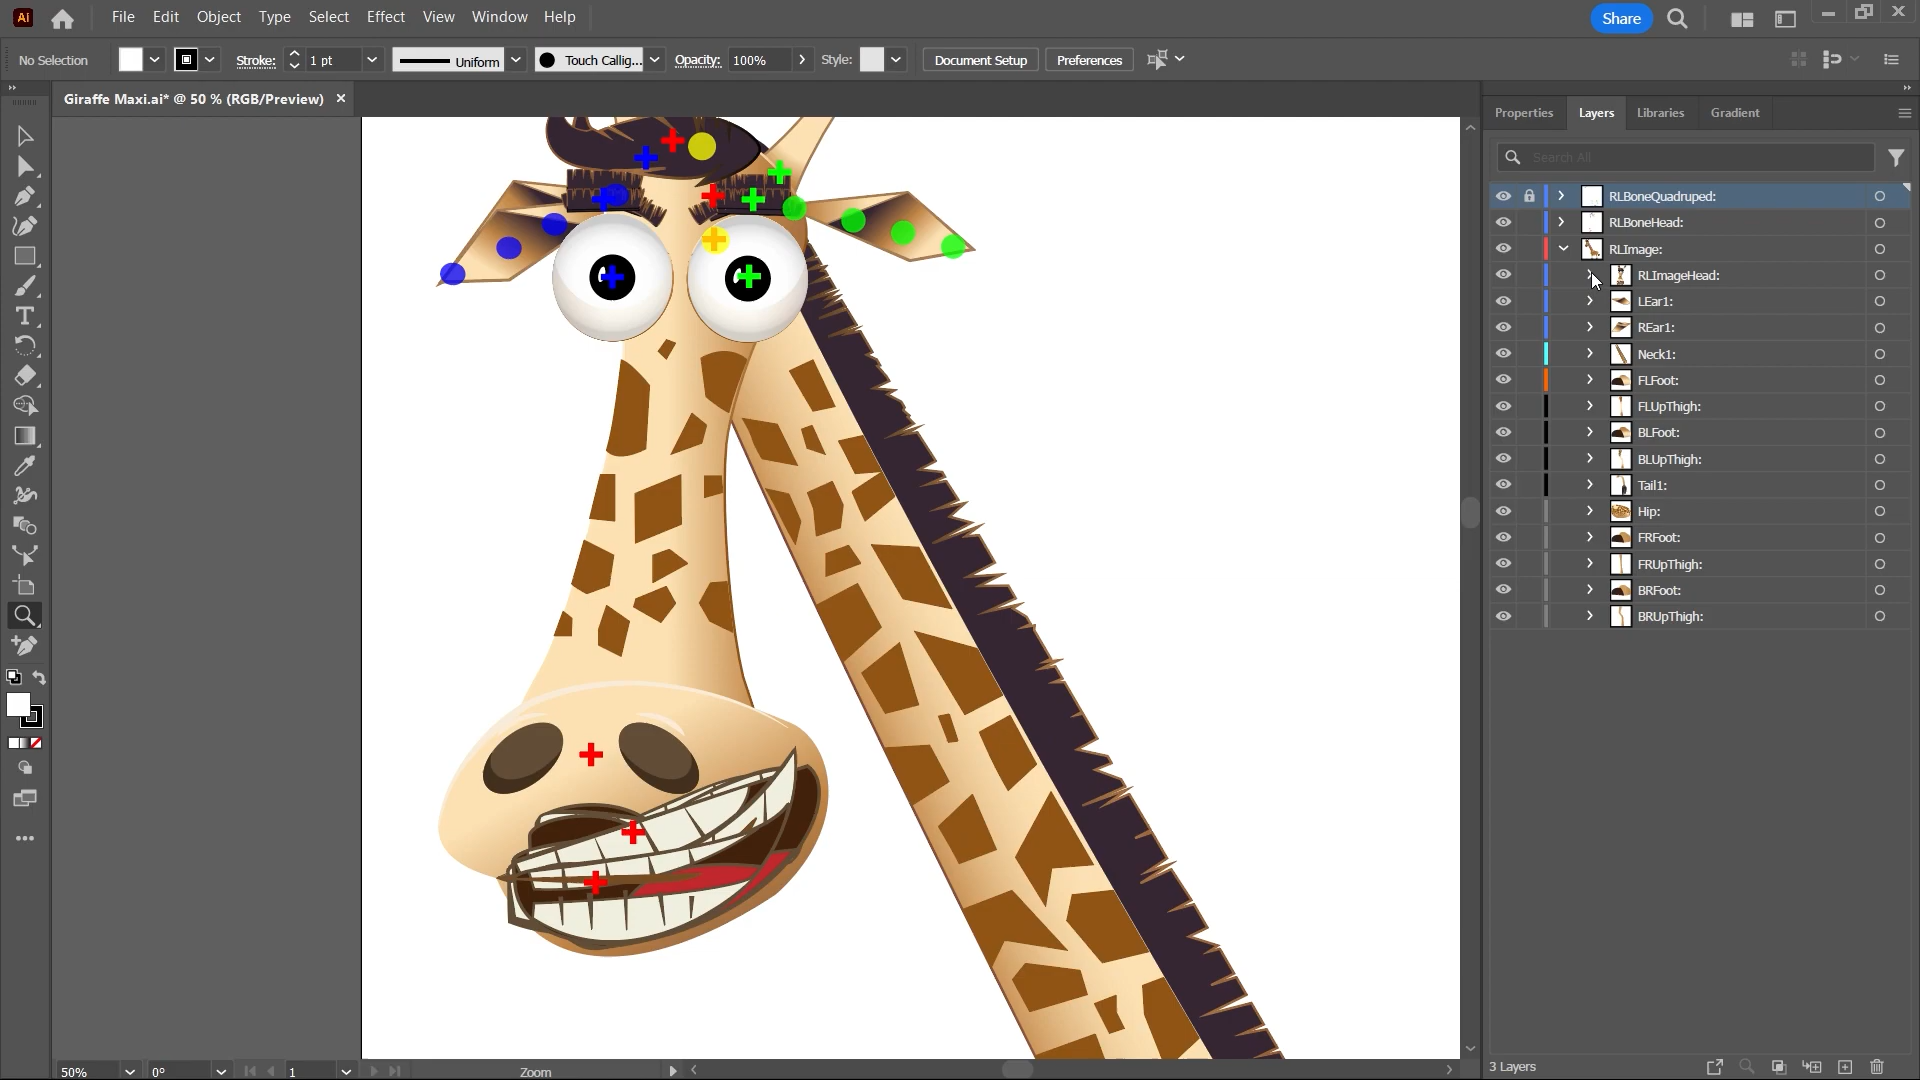 Ai File Edit Object Type Select Effect View Window Help Share
No Selection Stroke: 1 pt Uniform Touch Callig... Opacity: 100% Style: Document Setup Preferences
Giraffe Maxi.ai* @ 50 % (RGB/Preview)
Properties Layers Libraries Gradient
Search All
RLBoneQuadruped:
RLBoneHead:
RLImage:
RLImageHead:
LEar1:
REar1:
Neck1:
FLFoot:
FLUpThigh:
BLFoot:
BLUpThigh:
Tail1:
Hip:
FRFoot:
FRUpThigh:
BRFoot:
BRUpThigh:
50% 0° 1 Zoom
3 Layers